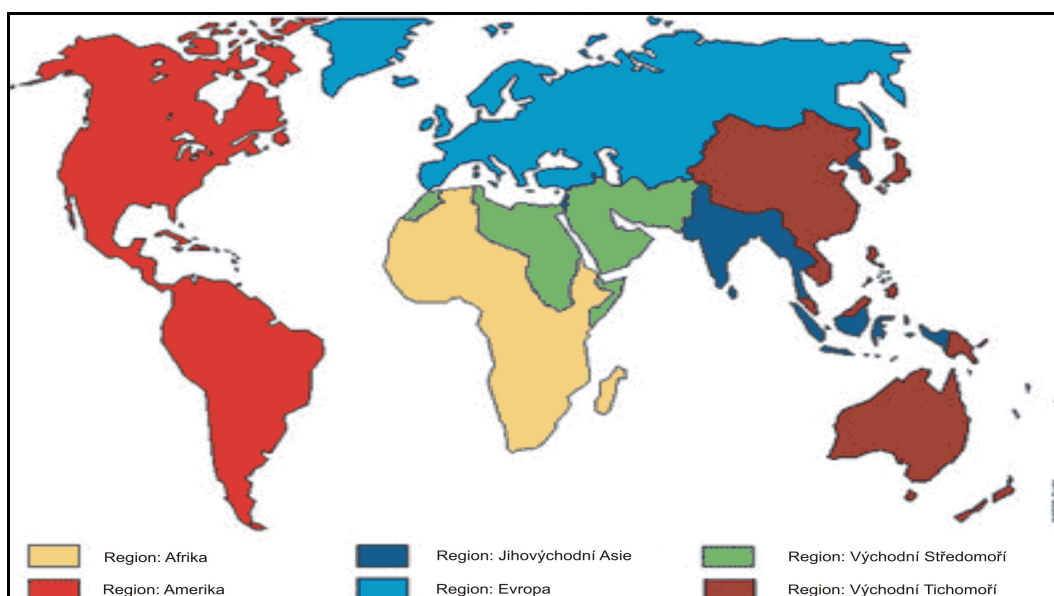 Region: Afrika
Region: Jihovýchodní Asie
Region: Východní Středomoří
Region: Amerika
Region: Evropa
Region: Východní Tichomoří